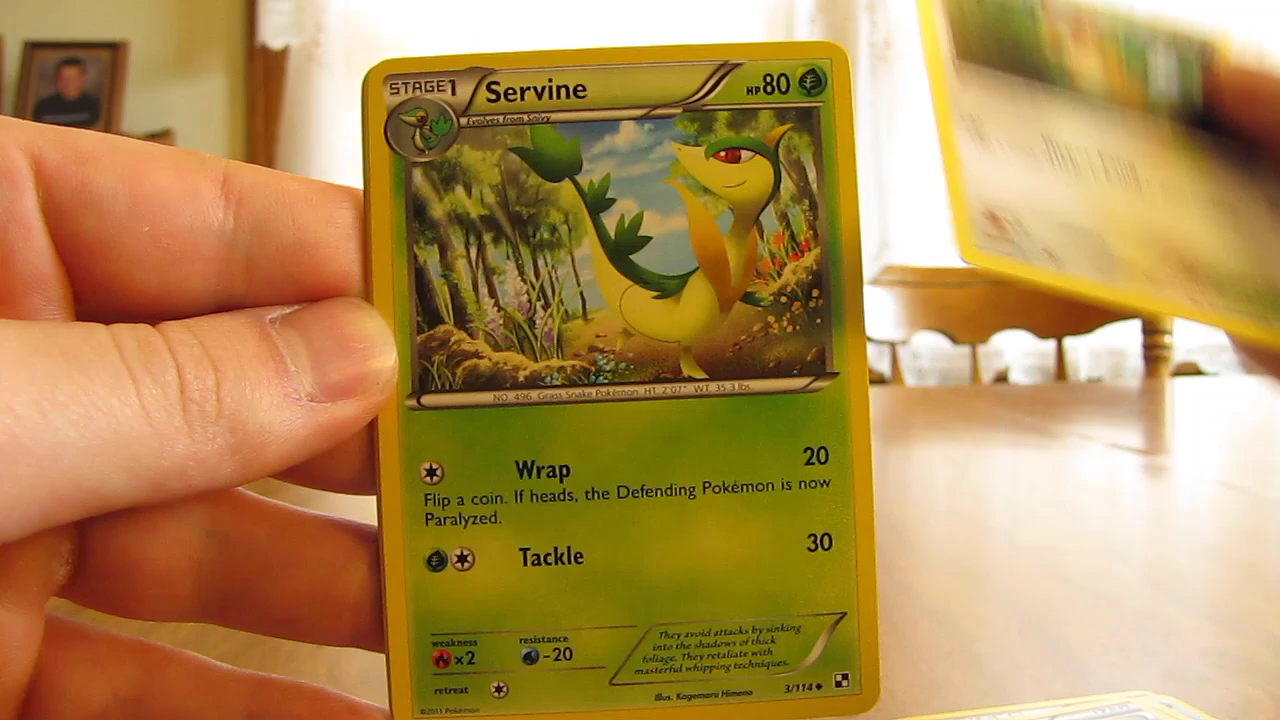 STAGE1 Servine HP80
Evolves from Snivy
NO. 496 Grass Snake Pokémon HT. 2'07" WT. 35.3 lbs.
Wrap 20
Flip a coin. If heads, the Defending Pokémon is now
Paralyzed.
Tackle 30
weakness resistance
×2 -20
They avoid attacks by sinking
into the shadows of thick
foliage. They retaliate with
masterful whipping techniques.
retreat
Illus. Kagemaru Himeno 3/114
©2011 Pokémon